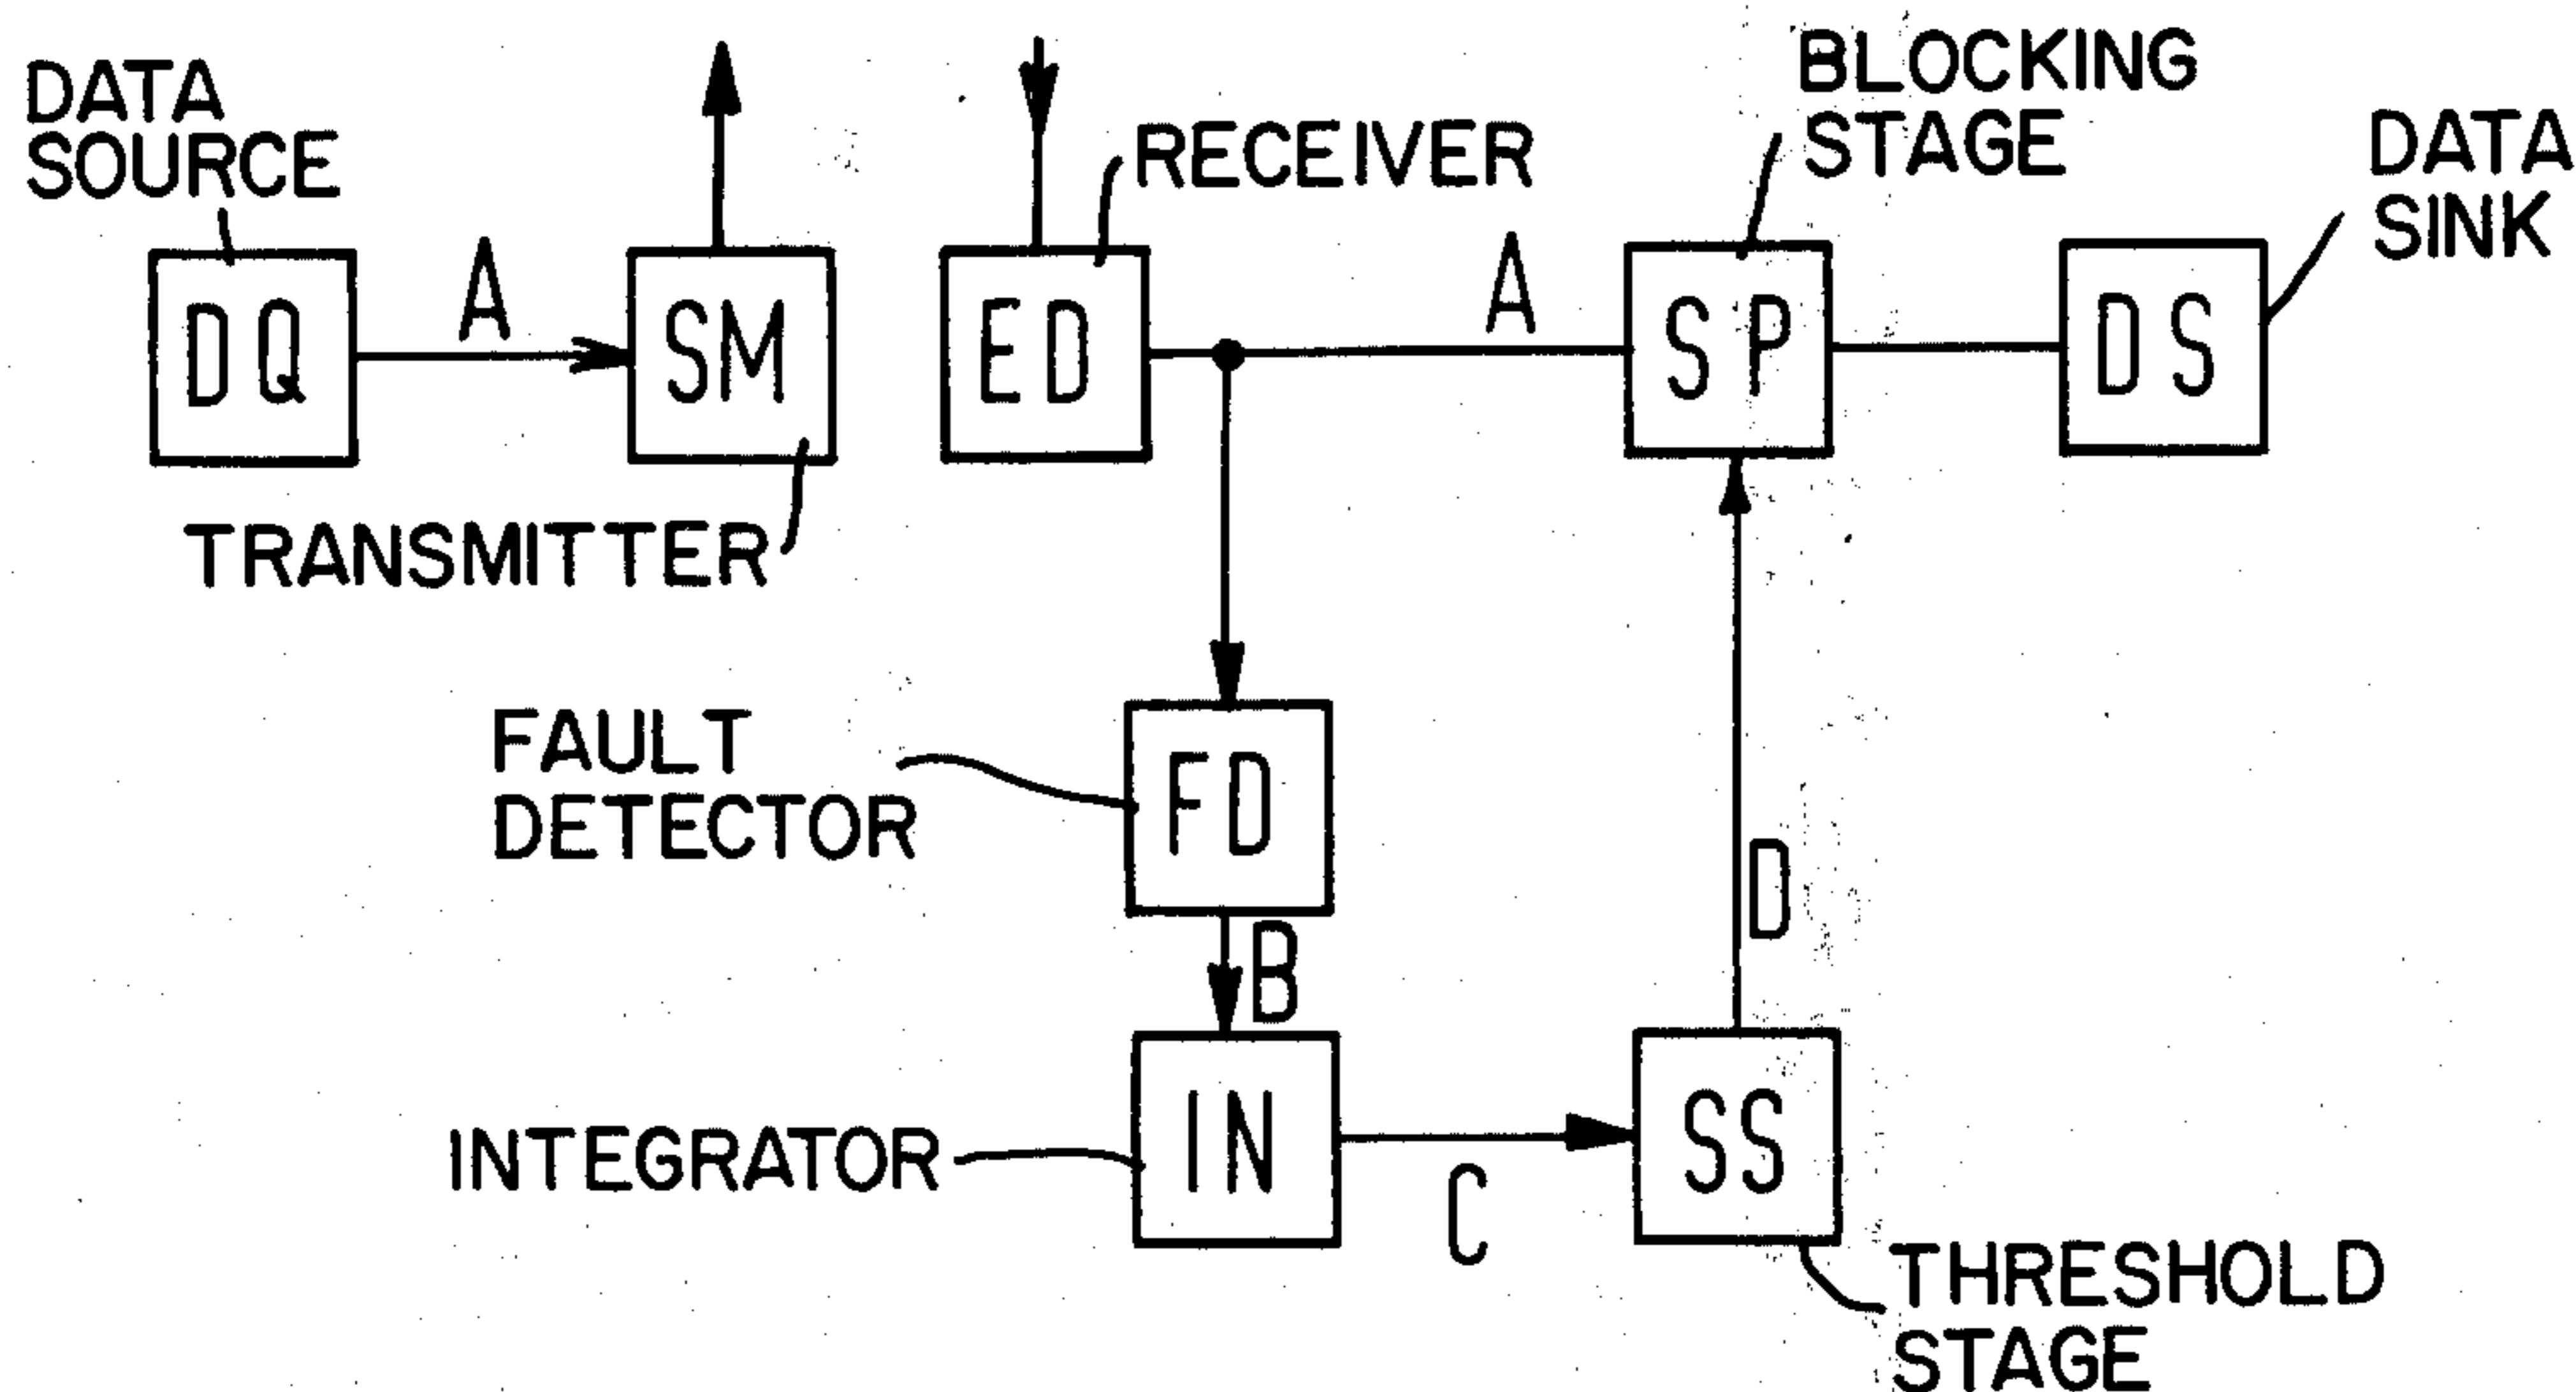 DATA
SOURCE
RECEIVER
BLOCKING
STAGE
DATA
SINK
DQ
A
SM
ED
A
SP
DS
TRANSMITTER
FAULT
DETECTOR
FD
B
D
INTEGRATOR
IN
C
SS
THRESHOLD
STAGE